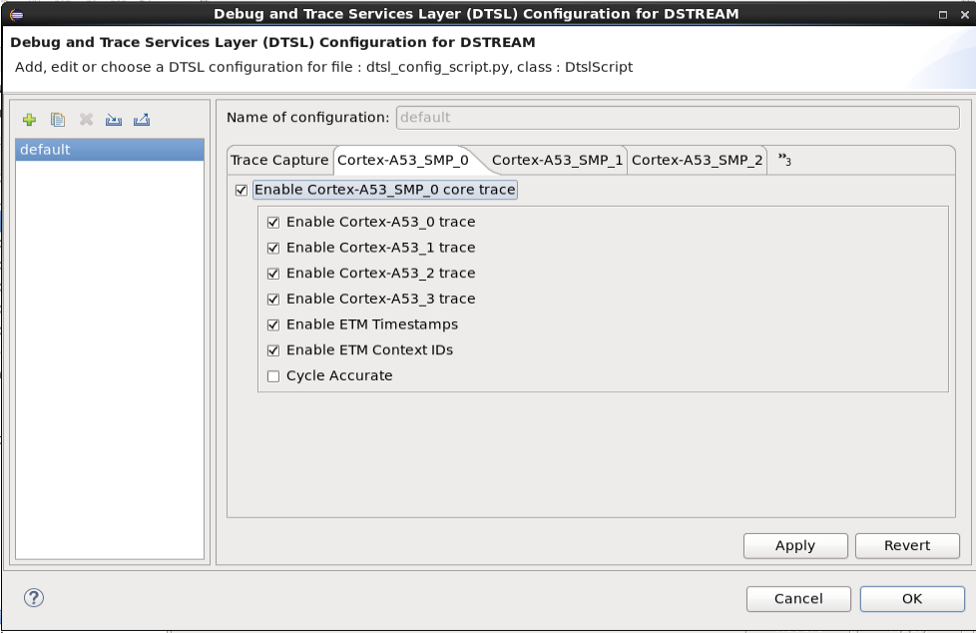 Debug and Trace Services Layer (DTSL) Configuration for DSTREAM
Debug and Trace Services Layer (DTSL) Configuration for DSTREAM
Add, edit or choose a DTSL configuration for file : dtsl_config_script.py, class : DtslScript
default
Name of configuration: default
Trace Capture Cortex-A53_SMP_0 Cortex-A53_SMP_1 Cortex-A53_SMP_2 »3
Enable Cortex-A53_SMP_0 core trace
Enable Cortex-A53_0 trace
Enable Cortex-A53_1 trace
Enable Cortex-A53_2 trace
Enable Cortex-A53_3 trace
Enable ETM Timestamps
Enable ETM Context IDs
Cycle Accurate
Apply Revert
? Cancel OK